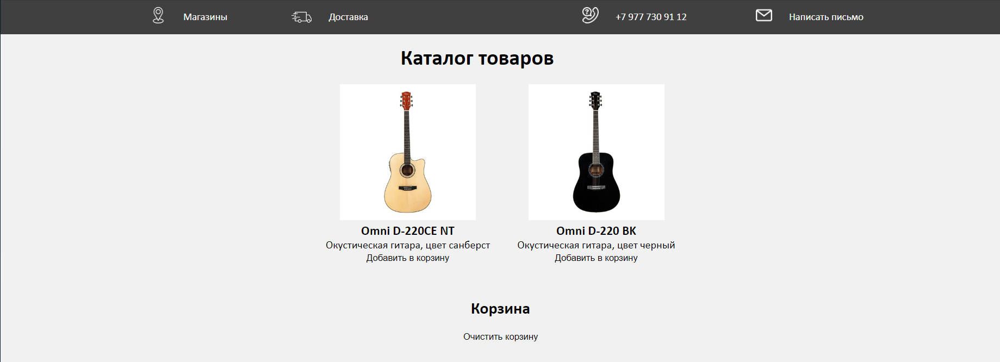 Магазины
Доставка
+7 977 730 91 12
Написать письмо
Каталог товаров
Omni D-220CE NT
Окустическая гитара, цвет санберст
Добавить в корзину
Omni D-220 BK
Окустическая гитара, цвет черный
Добавить в корзину
Корзина
Очистить корзину